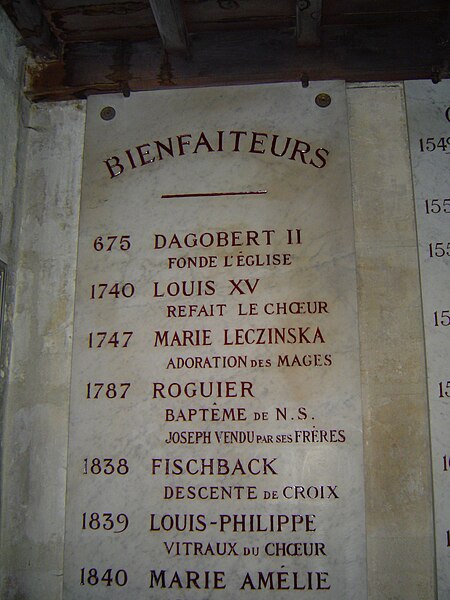 BIENFAITEURS
675 DAGOBERT II
FONDE L'ÉGLISE
1740 LOUIS XV
REFAIT LE CHŒUR
1747 MARIE LECZINSKA
ADORATION DES MAGES
1787 ROGUIER
BAPTÊME DE N.S.
JOSEPH VENDU PAR SES FRÈRES
1838 FISCHBACK
DESCENTE DE CROIX
1839 LOUIS-PHILIPPE
VITRAUX DU CHŒUR
1840 MARIE AMÉLIE